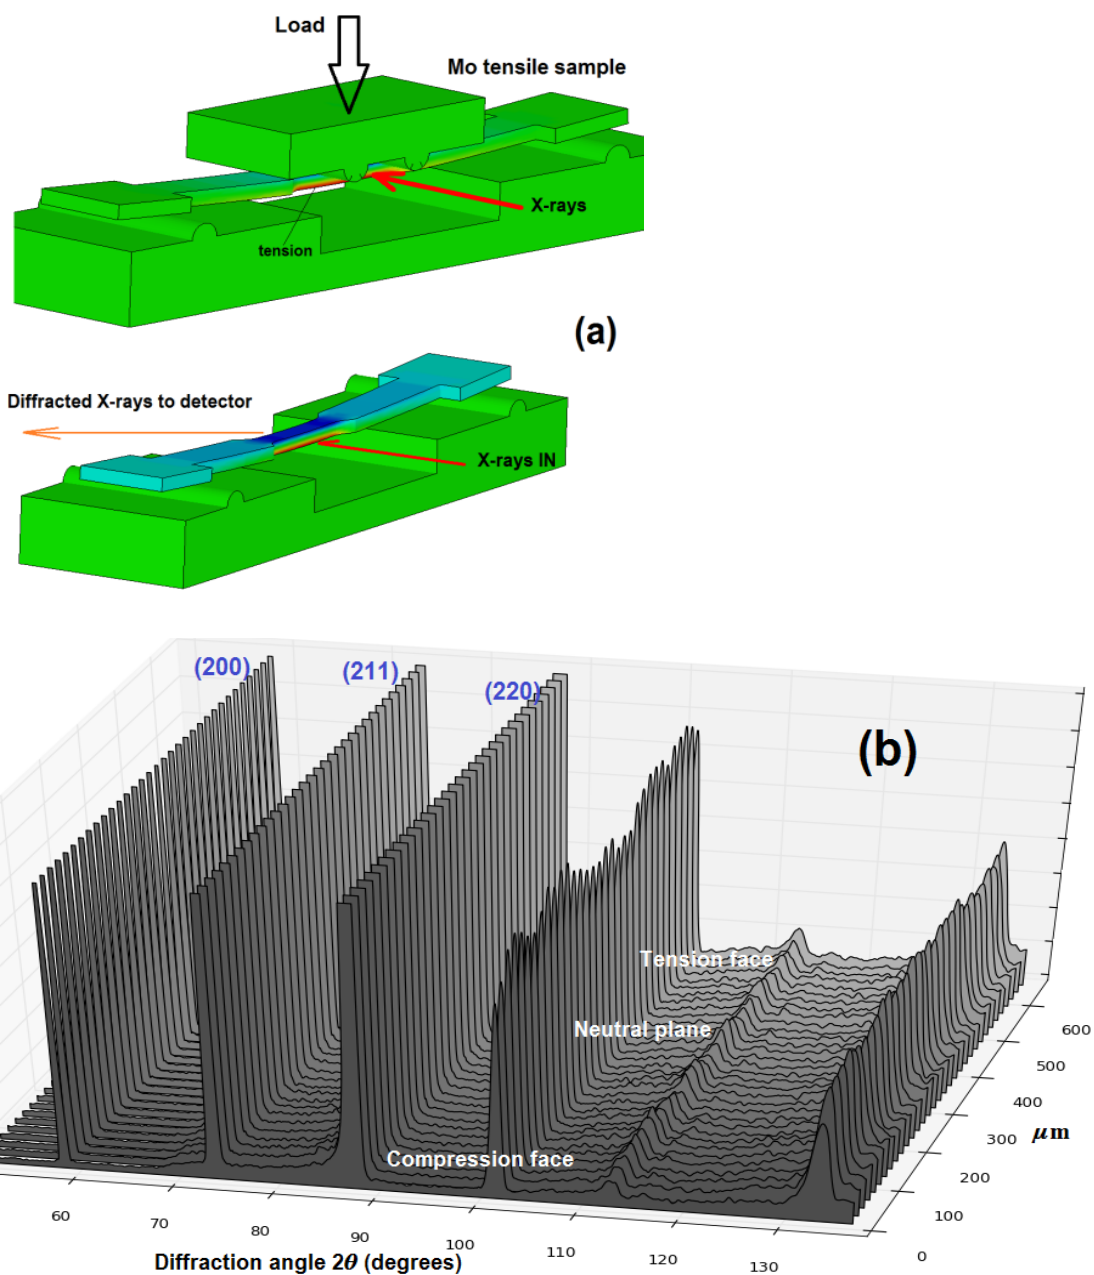 Load
Mo tensile sample
X-rays
tension
(a)
Diffracted X-rays to detector
X-rays IN
(200)
(211)
(220)
(b)
Tension face
Neutral plane
Compression face
600
500
400
300
200
100
0
μm
60
70
80
90
100
110
120
130
Diffraction angle 2θ (degrees)